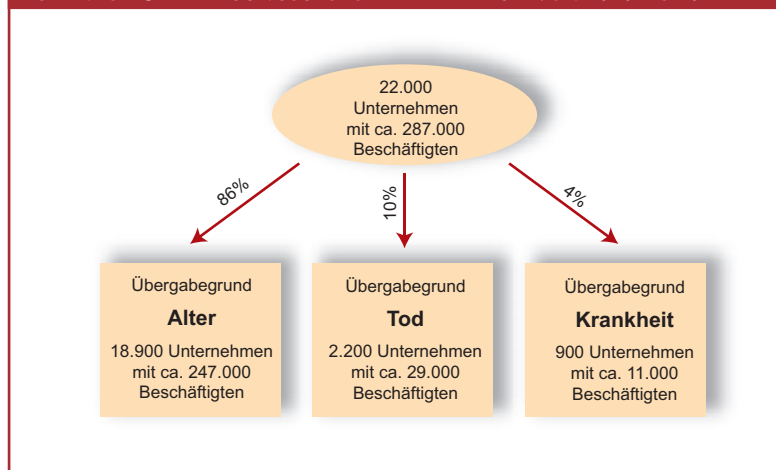 22.000
Unternehmen
mit ca. 287.000
Beschäftigten
86%
10%
4%
Übergabegrund
Alter
18.900 Unternehmen
mit ca. 247.000
Beschäftigten
Übergabegrund
Tod
2.200 Unternehmen
mit ca. 29.000
Beschäftigten
Übergabegrund
Krankheit
900 Unternehmen
mit ca. 11.000
Beschäftigten